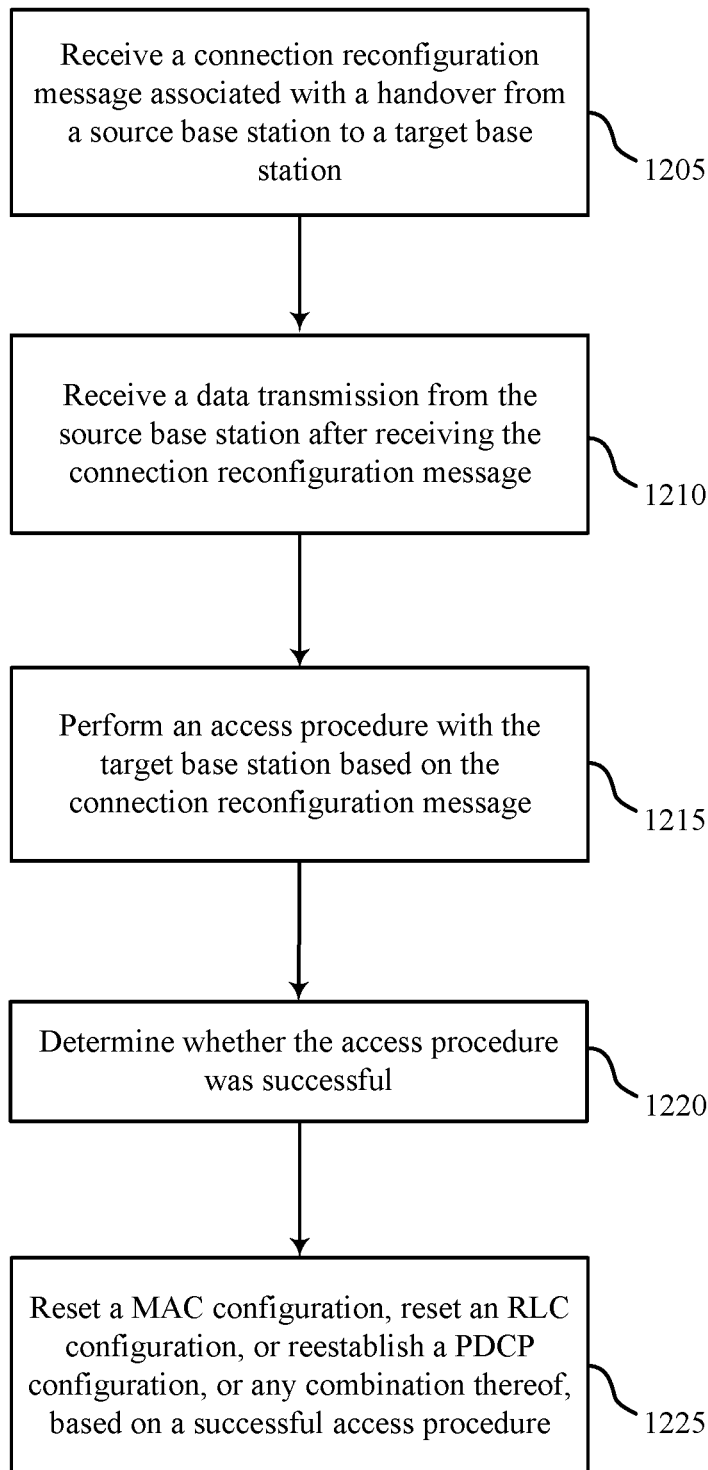 Receive a connection reconfiguration
message associated with a handover from
a source base station to a target base
station
1205
Receive a data transmission from the
source base station after receiving the
connection reconfiguration message
1210
Perform an access procedure with the
target base station based on the
connection reconfiguration message
1215
Determine whether the access procedure
was successful
1220
Reset a MAC configuration, reset an RLC
configuration, or reestablish a PDCP
configuration, or any combination thereof,
based on a successful access procedure
1225